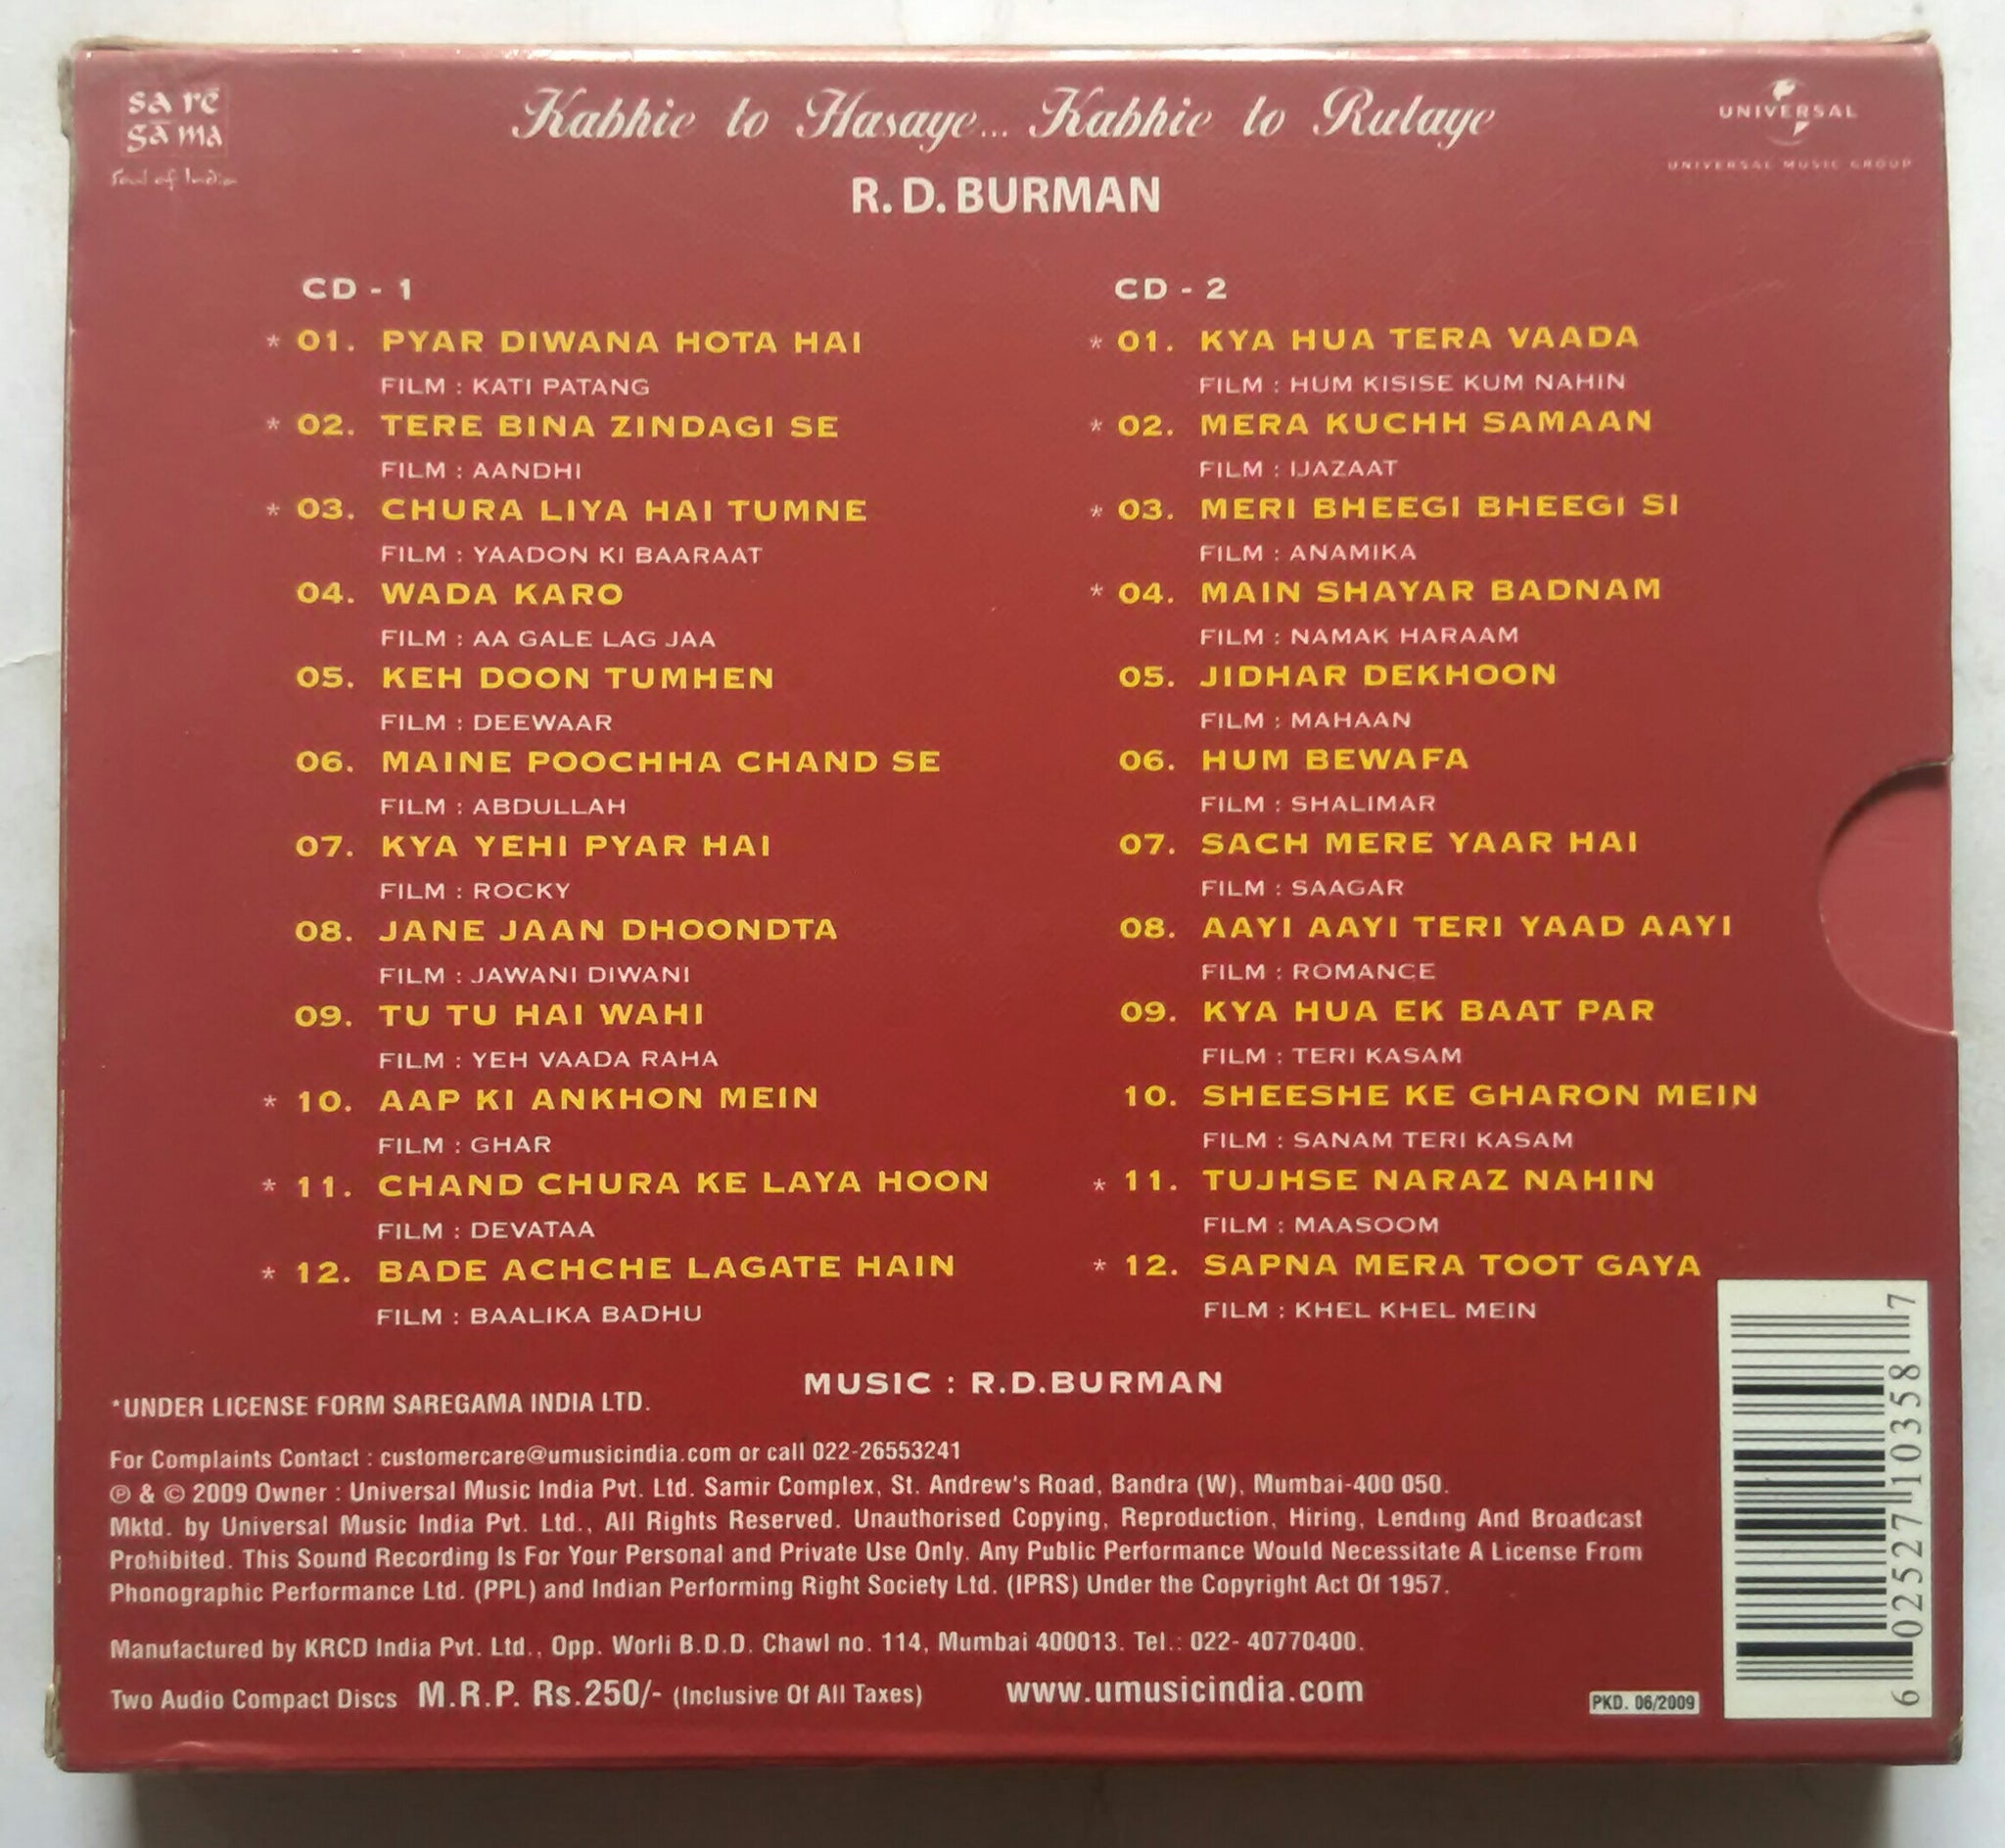 sa re
ga ma
Soul of India
Kabhie to Hasaye... Kabhie to Rulaye
UNIVERSAL
UNIVERSAL MUSIC GROUP
R. D. BURMAN
CD - 1
* 01. PYAR DIWANA HOTA HAI
FILM : KATI PATANG
* 02. TERE BINA ZINDAGI SE
FILM : AANDHI
* 03. CHURA LIYA HAI TUMNE
FILM : YAADON KI BAARAAT
04. WADA KARO
FILM : AA GALE LAG JAA
05. KEH DOON TUMHEN
FILM : DEEWAAR
06. MAINE POOCHHA CHAND SE
FILM : ABDULLAH
07. KYA YEHI PYAR HAI
FILM : ROCKY
08. JANE JAAN DHOONDTA
FILM : JAWANI DIWANI
09. TU TU HAI WAHI
FILM : YEH VAADA RAHA
* 10. AAP KI ANKHON MEIN
FILM : GHAR
* 11. CHAND CHURA KE LAYA HOON
FILM : DEVATAA
* 12. BADE ACHCHE LAGATE HAIN
FILM : BAALIKA BADHU
CD - 2
* 01. KYA HUA TERA VAADA
FILM : HUM KISISE KUM NAHIN
* 02. MERA KUCHH SAMAAN
FILM : IJAZAAT
* 03. MERI BHEEGI BHEEGI SI
FILM : ANAMIKA
* 04. MAIN SHAYAR BADNAM
FILM : NAMAK HARAAM
05. JIDHAR DEKHOON
FILM : MAHAAN
06. HUM BEWAFA
FILM : SHALIMAR
07. SACH MERE YAAR HAI
FILM : SAAGAR
08. AAYI AAYI TERI YAAD AAYI
FILM : ROMANCE
09. KYA HUA EK BAAT PAR
FILM : TERI KASAM
10. SHEESHE KE GHARON MEIN
FILM : SANAM TERI KASAM
* 11. TUJHSE NARAZ NAHIN
FILM : MAASOOM
* 12. SAPNA MERA TOOT GAYA
FILM : KHEL KHEL MEIN
MUSIC : R.D.BURMAN
*UNDER LICENSE FORM SAREGAMA INDIA LTD.
For Complaints Contact : customercare@umusicindia.com or call 022-26553241
℗ & © 2009 Owner : Universal Music India Pvt. Ltd. Samir Complex, St. Andrew's Road, Bandra (W), Mumbai-400 050.
Mktd. by Universal Music India Pvt. Ltd., All Rights Reserved. Unauthorised Copying, Reproduction, Hiring, Lending And Broadcast
Prohibited. This Sound Recording Is For Your Personal and Private Use Only. Any Public Performance Would Necessitate A License From
Phonographic Performance Ltd. (PPL) and Indian Performing Right Society Ltd. (IPRS) Under the Copyright Act Of 1957.
Manufactured by KRCD India Pvt. Ltd., Opp. Worli B.D.D. Chawl no. 114, Mumbai 400013. Tel.: 022- 40770400.
Two Audio Compact Discs M.R.P. Rs.250/- (Inclusive Of All Taxes) www.umusicindia.com
PKD. 06/2009
6 02527 10358 7